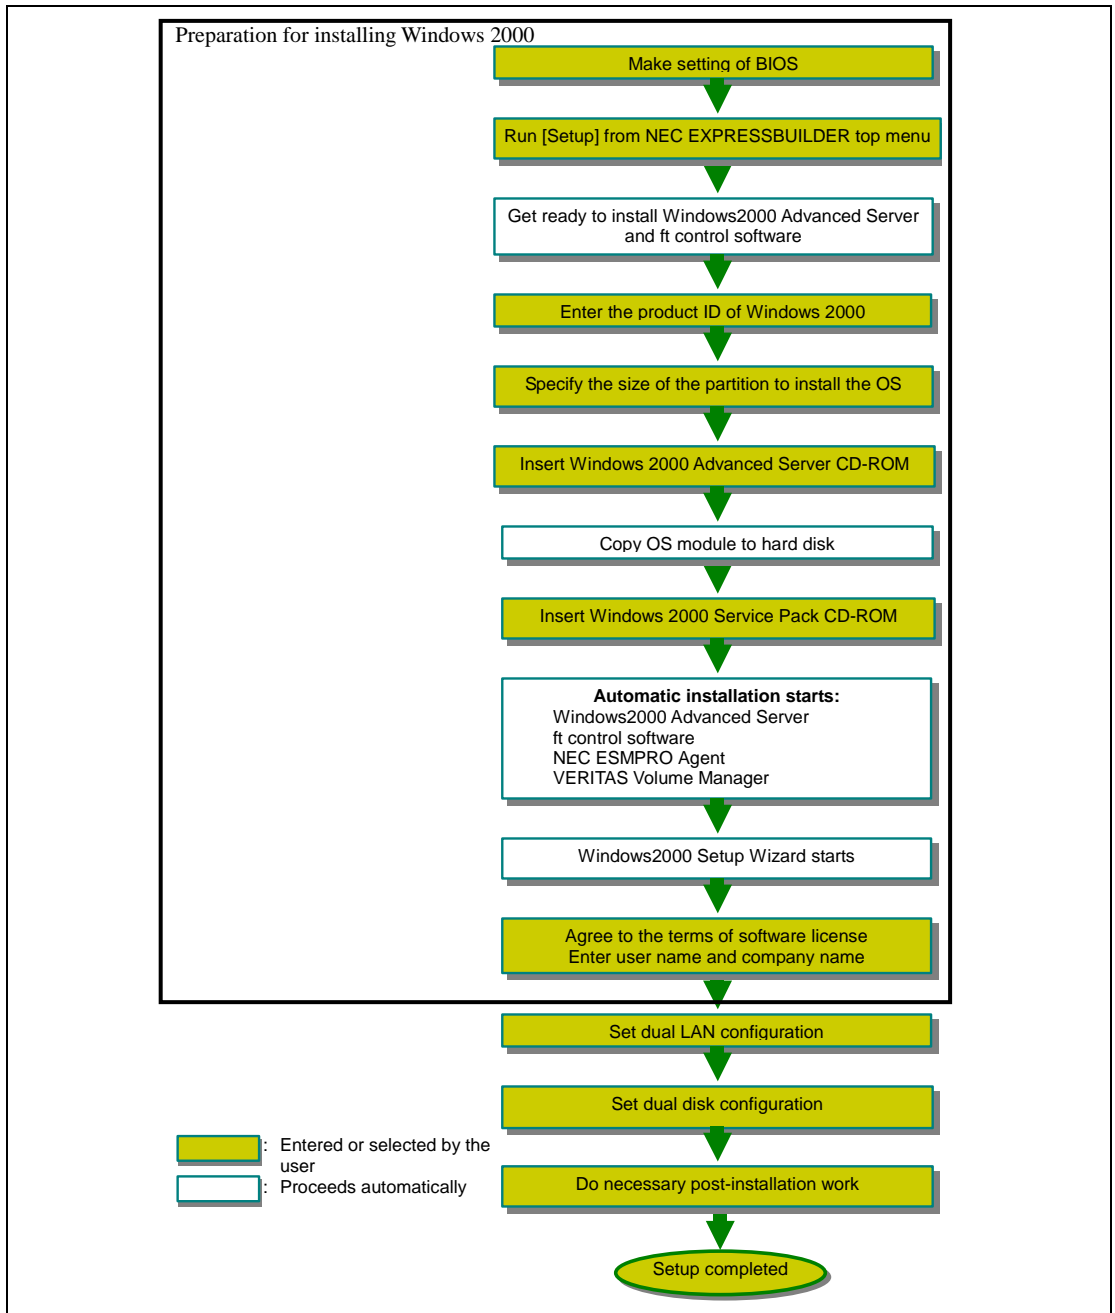 Preparation for installing Windows 2000
Make setting of BIOS
Run [Setup] from NEC EXPRESSBUILDER top menu
Get ready to install Windows2000 Advanced Server
and ft control software
Enter the product ID of Windows 2000
Specify the size of the partition to install the OS
Insert Windows 2000 Advanced Server CD-ROM
Copy OS module to hard disk
Insert Windows 2000 Service Pack CD-ROM
Automatic installation starts:
Windows2000 Advanced Server
ft control software
NEC ESMPRO Agent
VERITAS Volume Manager
Windows2000 Setup Wizard starts
Agree to the terms of software license
Enter user name and company name
Set dual LAN configuration
Set dual disk configuration
Do necessary post-installation work
Setup completed
: Entered or selected by the
user
: Proceeds automatically